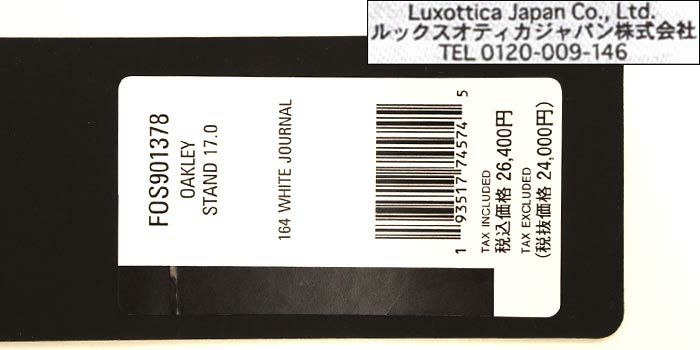 Luxottica Japan Co., Ltd.
ルックスオティカジャパン株式会社
TEL 0120-009-146
FOS901378
OAKLEY
STAND 17.0
164 WHITE JOURNAL
1 93517 74574 5
TAX INCLUDED
税込価格 26,400円
TAX EXCLUDED
(税抜価格 24,000円)